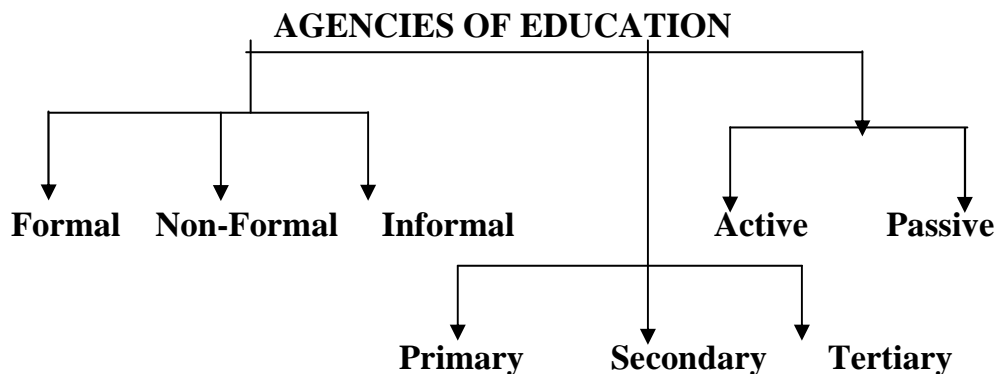 AGENCIES OF EDUCATION
Formal Non-Formal Informal Active Passive
Primary Secondary Tertiary